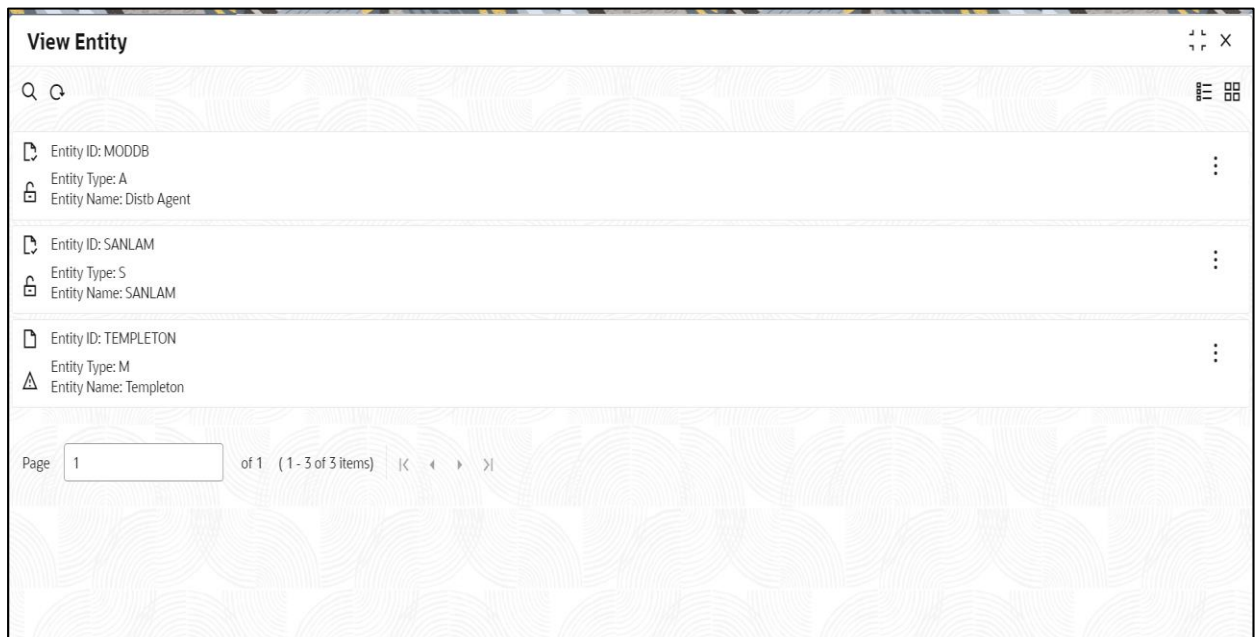 View Entity
Entity ID: MODDB
Entity Type: A
Entity Name: Distb Agent
Entity ID: SANLAM
Entity Type: S
Entity Name: SANLAM
Entity ID: TEMPLETON
Entity Type: M
Entity Name: Templeton
Page 1 of 1 ( 1 - 3 of 3 items)